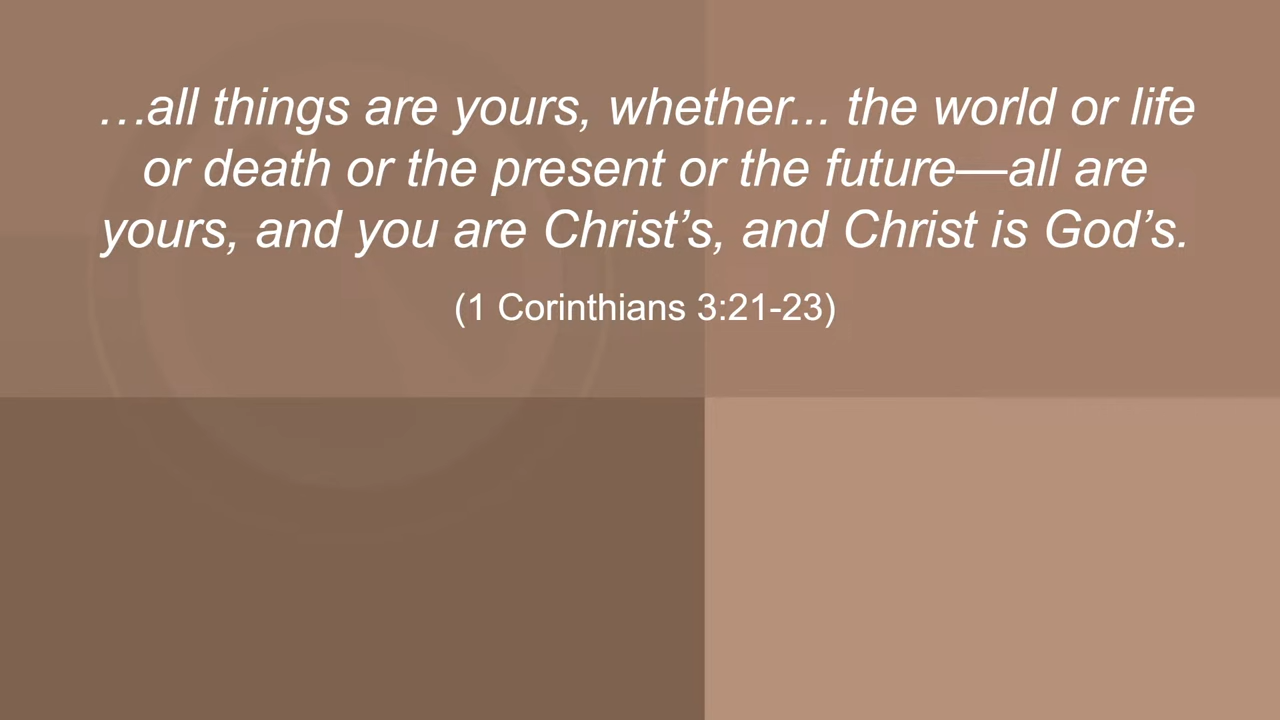 …all things are yours, whether... the world or life
or death or the present or the future—all are
yours, and you are Christ’s, and Christ is God’s.
(1 Corinthians 3:21-23)